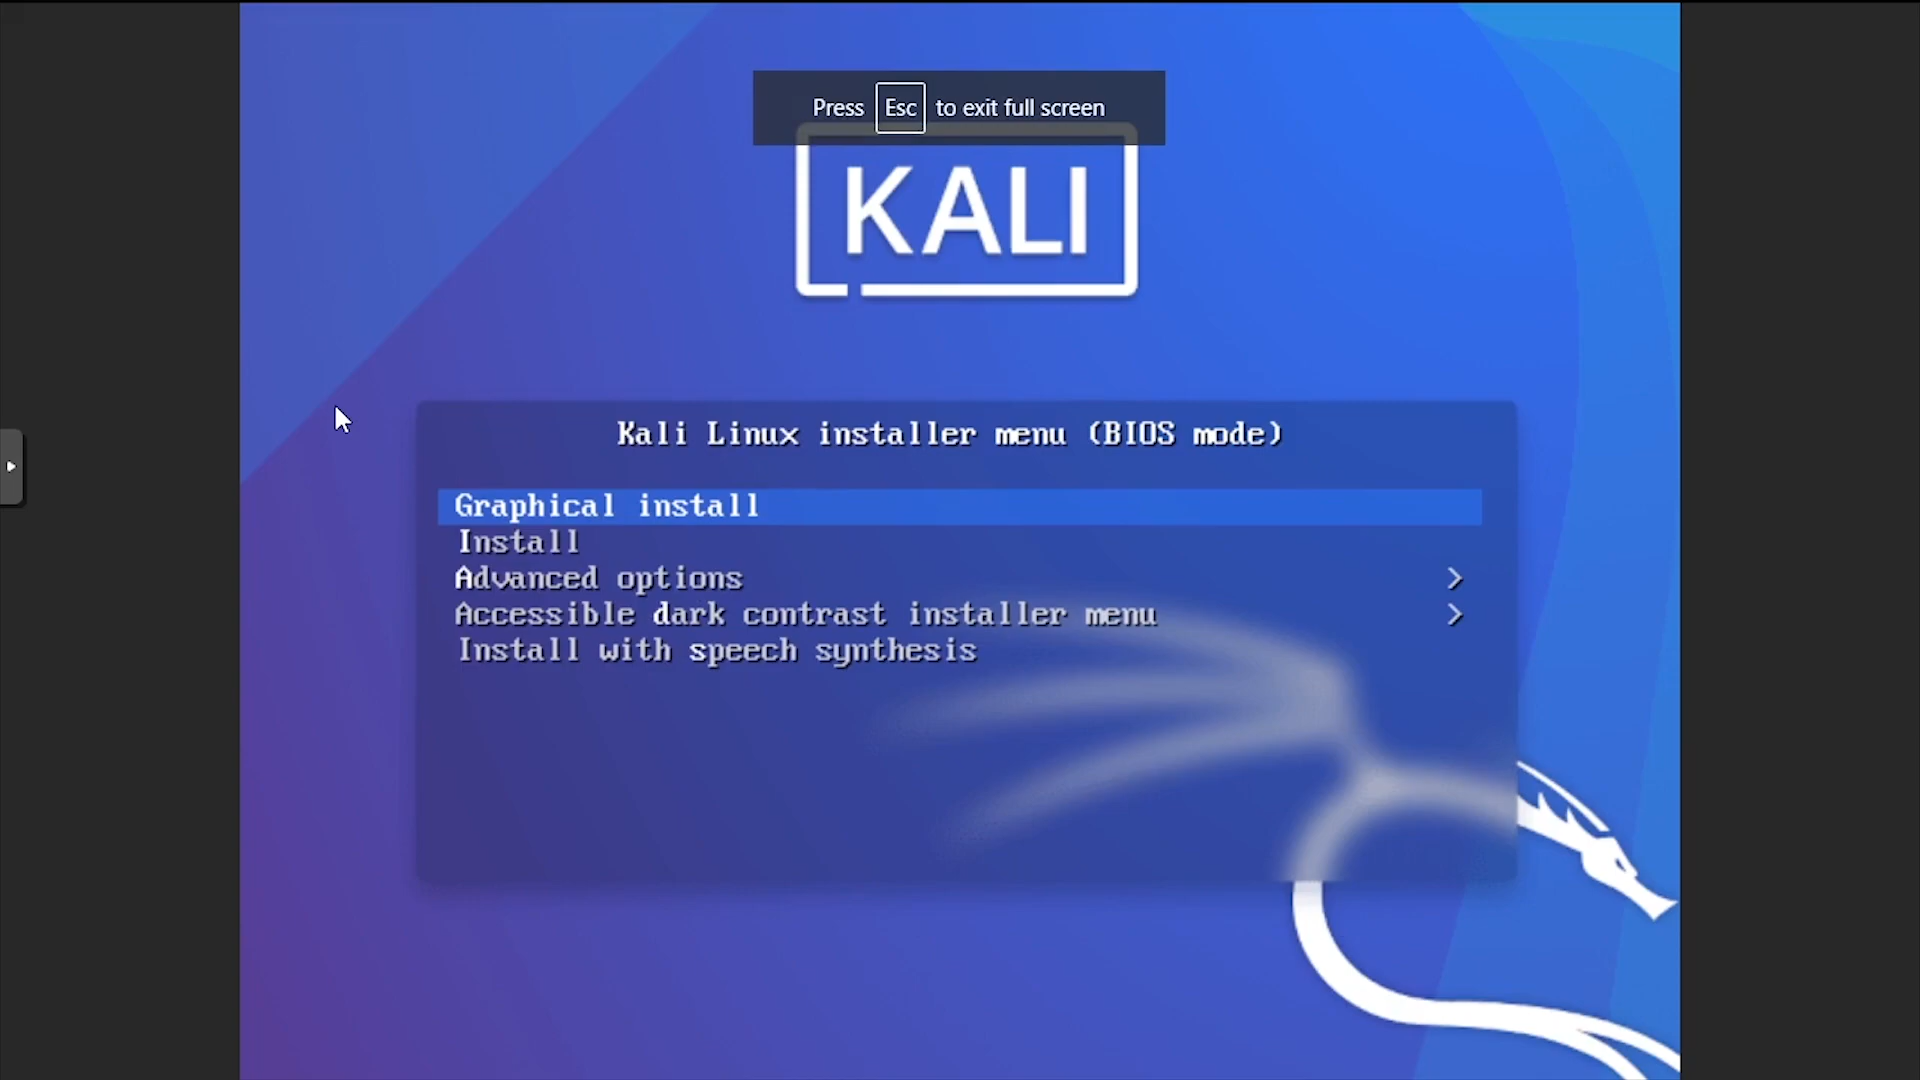 Press Esc to exit full screen
KALI
Kali Linux installer menu (BIOS mode)
Graphical install
Install
Advanced options >
Accessible dark contrast installer menu >
Install with speech synthesis